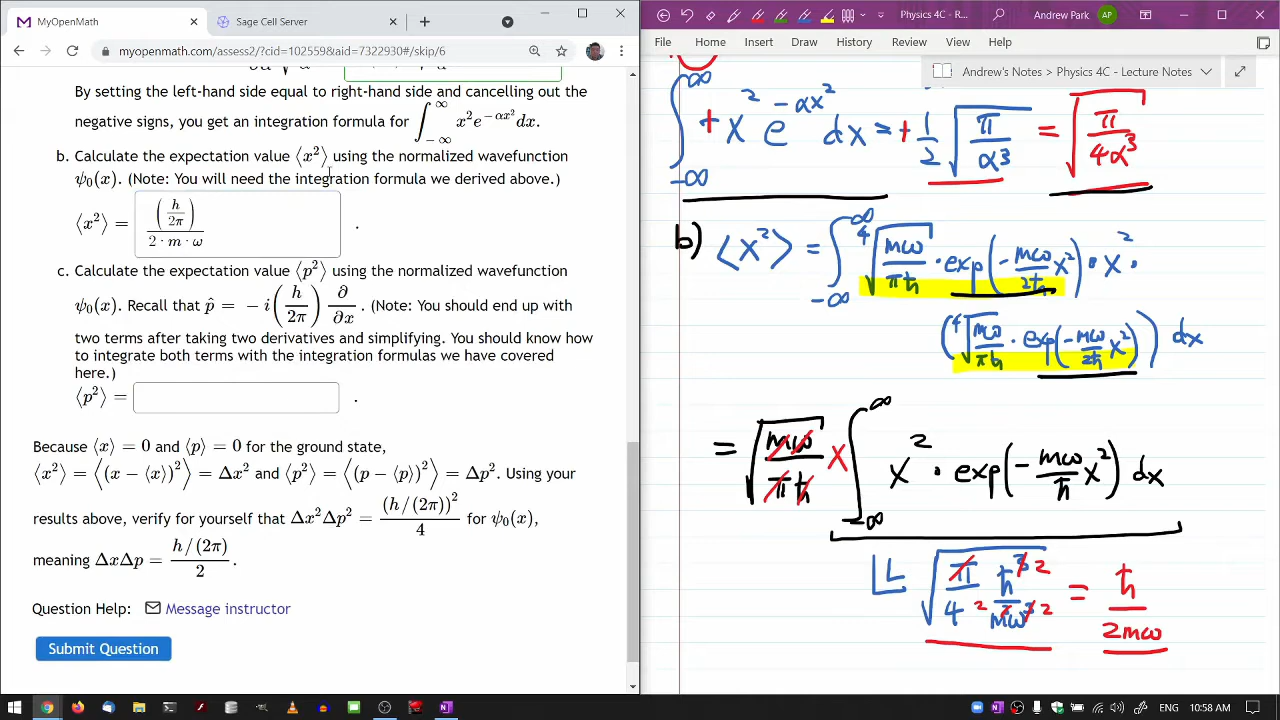 MyOpenMath
Sage Cell Server
myopenmath.com/assess2/?cid=102559&aid=7322930#/skip/6
By setting the left-hand side equal to right-hand side and cancelling out the
negative signs, you get an integration formula for ∫_{-∞}^{∞} x² e^{-αx²} dx.
b. Calculate the expectation value ⟨x²⟩ using the normalized wavefunction
ψ₀(x). (Note: You will need the integration formula we derived above.)
⟨x²⟩ = (h/2π) / (2 · m · ω) .
c. Calculate the expectation value ⟨p²⟩ using the normalized wavefunction
ψ₀(x). Recall that p̂ = −i(h/2π) ∂/∂x. (Note: You should end up with
two terms after taking two derivatives and simplifying. You should know how
to integrate both terms with the integration formulas we have covered
here.)
⟨p²⟩ = .
Because ⟨x⟩ = 0 and ⟨p⟩ = 0 for the ground state,
⟨x²⟩ = ⟨(x − ⟨x⟩)²⟩ = Δx² and ⟨p²⟩ = ⟨(p − ⟨p⟩)²⟩ = Δp². Using your
results above, verify for yourself that Δx²Δp² = (h/(2π))²/4 for ψ₀(x),
meaning ΔxΔp = h/(2π)/2.
Question Help: Message instructor
Submit Question
Physics 4C - ...
Andrew Park
AP
File Home Insert Draw History Review View Help
Andrew's Notes › Physics 4C › Lecture Notes
∫_{-∞}^{∞} + x² e^{-αx²} dx = + 1/2 √(π/α³) = √(π/4α³)
b) ⟨x²⟩ = ∫_{-∞}^{∞} ⁴√(mω/πħ) · exp(−mω/2ħ x²) · x² ·
(⁴√(mω/πħ) · exp(−mω/2ħ x²)) dx
= √(mω/πħ) × ∫_{-∞}^{∞} x² · exp(−mω/ħ x²) dx
√(π/4 ħ³/mω³) = ħ/2mω
10:58 AM